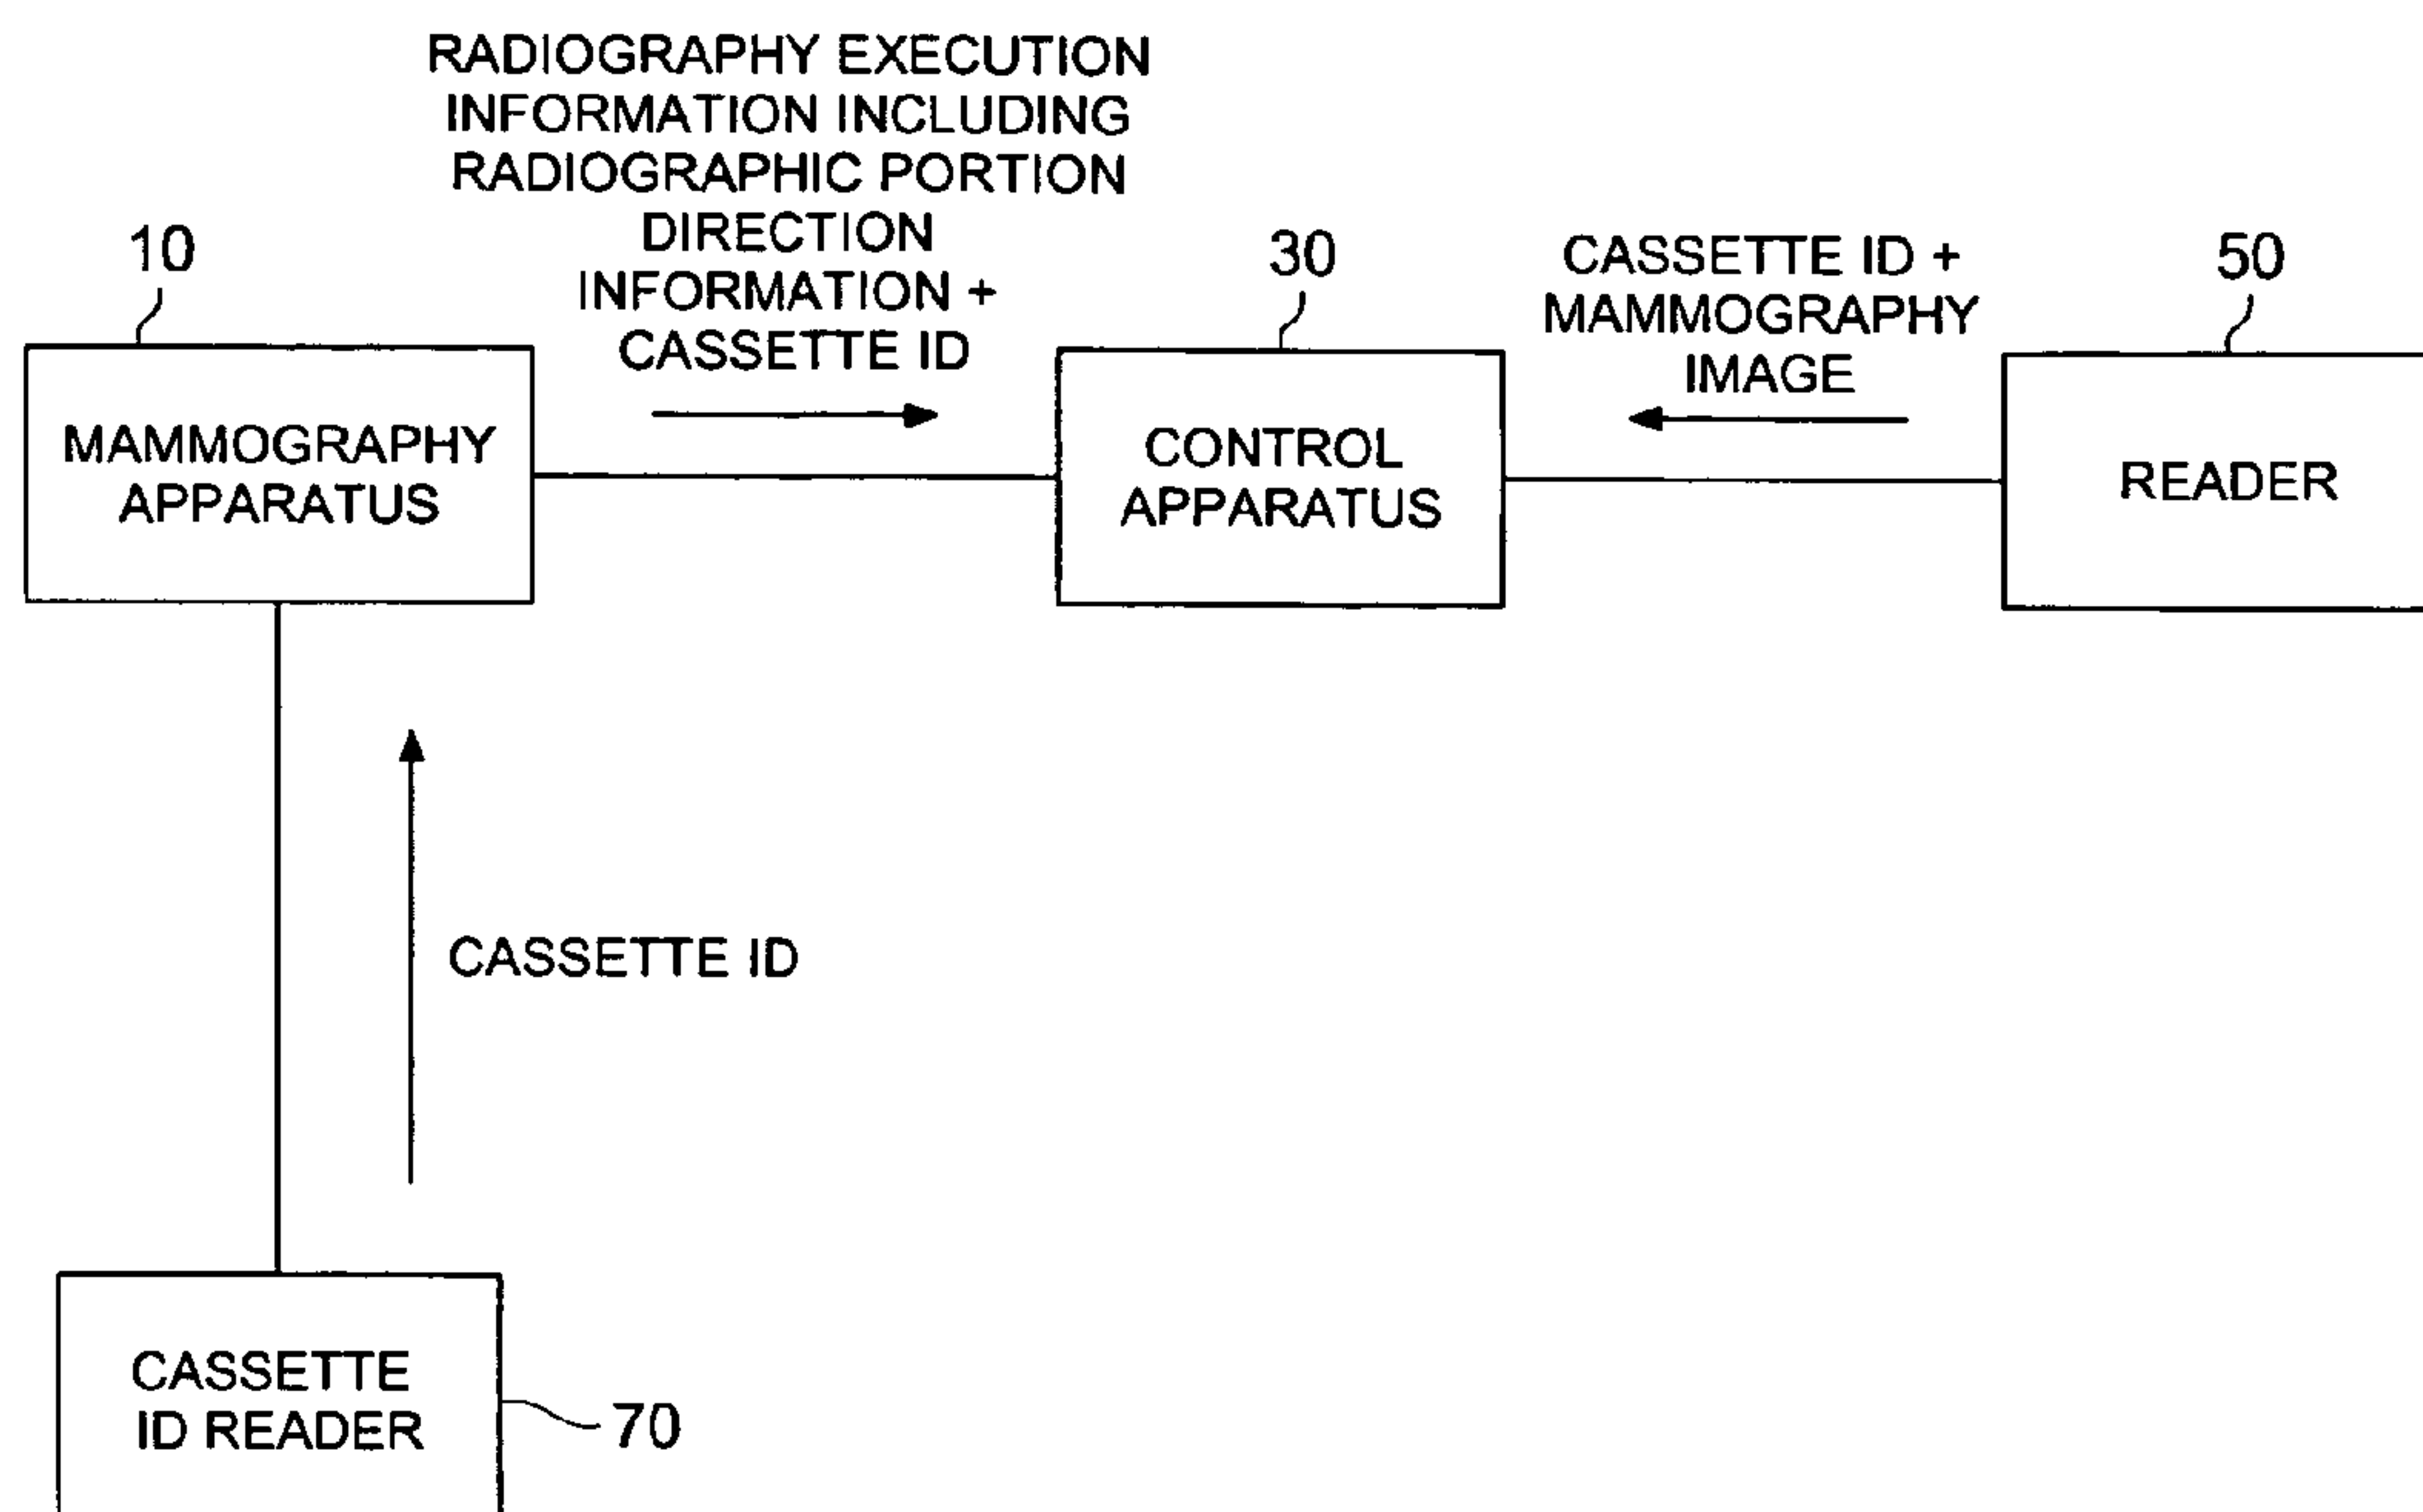 RADIOGRAPHY EXECUTION
INFORMATION INCLUDING
RADIOGRAPHIC PORTION
DIRECTION
INFORMATION +
CASSETTE ID
10
30
CASSETTE ID +
MAMMOGRAPHY
IMAGE
50
MAMMOGRAPHY
APPARATUS
CONTROL
APPARATUS
READER
CASSETTE ID
CASSETTE
ID READER
70